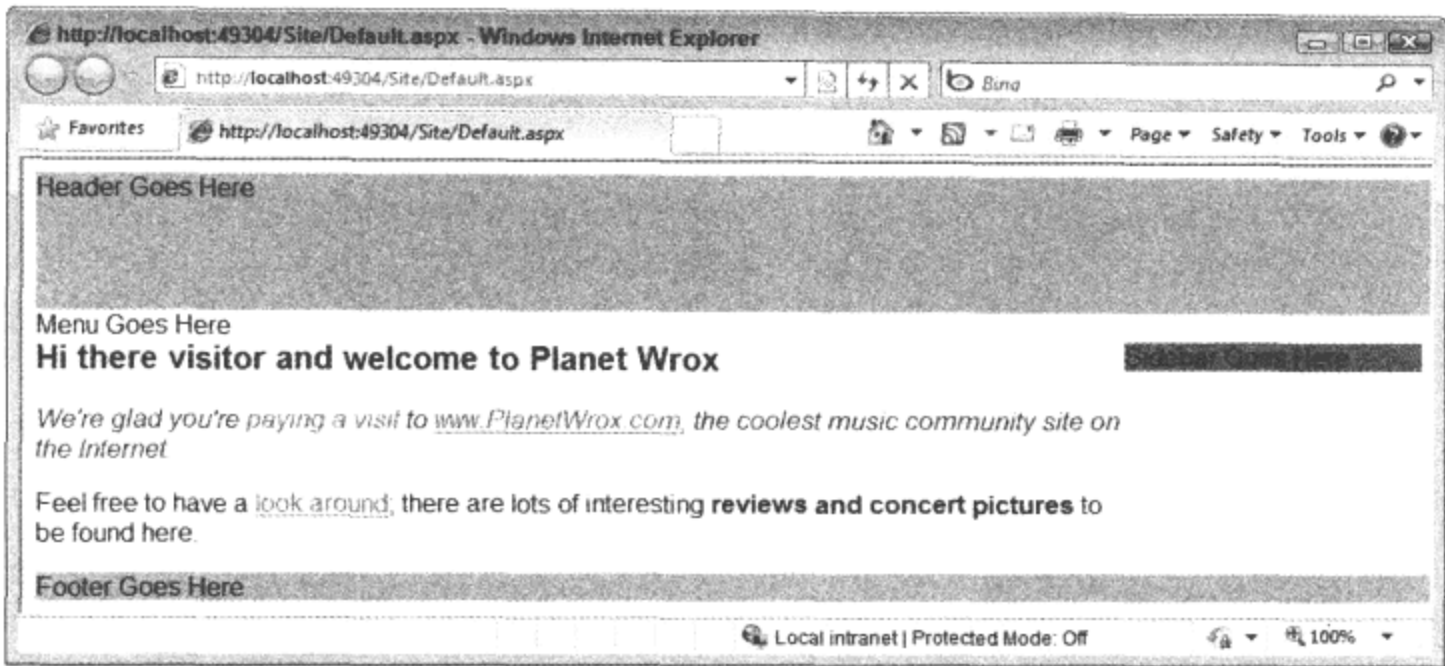 http://localhost:49304/Site/Default.aspx - Windows Internet Explorer
http://localhost:49304/Site/Default.aspx
Bing
Favorites
http://localhost:49304/Site/Default.aspx
Page
Safety
Tools
Header Goes Here
Menu Goes Here
Hi there visitor and welcome to Planet Wrox
Sidebar Goes Here
We're glad you're paying a visit to www.PlanetWrox.com, the coolest music community site on
the Internet.
Feel free to have a look around; there are lots of interesting reviews and concert pictures to
be found here.
Footer Goes Here
Local intranet | Protected Mode: Off
100%